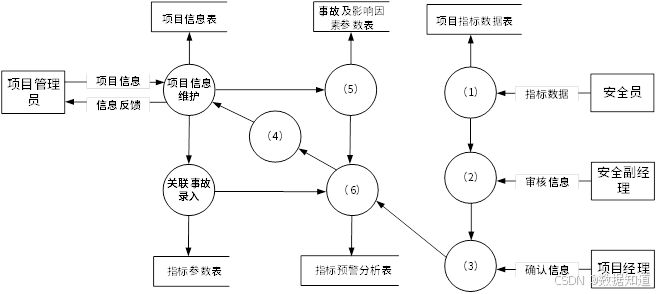 项目信息表
事故及影响因
素参数表
项目指标数据表
项目管理
员
项目信息
信息反馈
项目信息
维护
（5）
（1）
指标数据
安全员
（4）
关联事故
录入
（6）
（2）
审核信息
安全副经
理
（3）
确认信息
项目经理
指标参数表
指标预警分析表
CSDN @数据知道